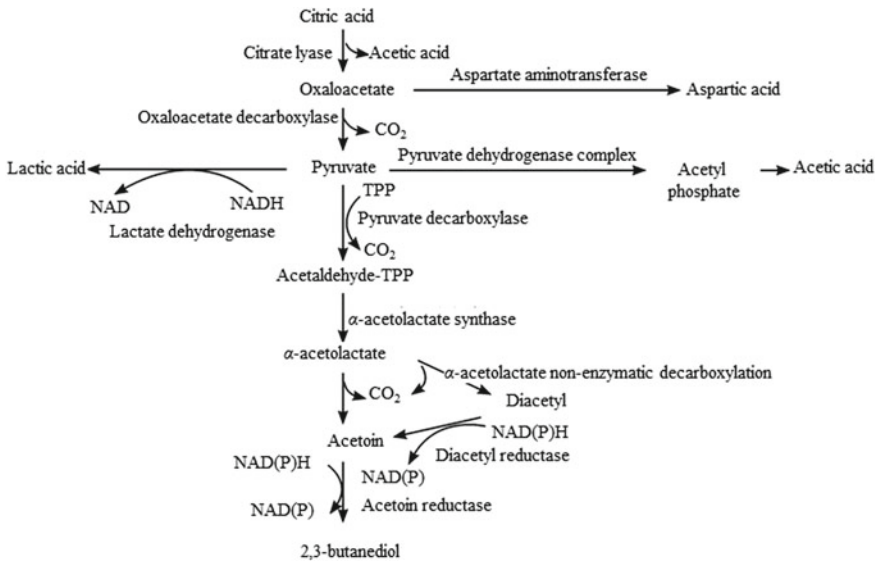 Citric acid
Citrate lyase
Acetic acid
Oxaloacetate
Aspartate aminotransferase
Aspartic acid
Oxaloacetate decarboxylase
CO₂
Lactic acid
Pyruvate
Pyruvate dehydrogenase complex
Acetyl
phosphate
Acetic acid
NAD
NADH
Lactate dehydrogenase
TPP
Pyruvate decarboxylase
CO₂
Acetaldehyde-TPP
α-acetolactate synthase
α-acetolactate
CO₂
α-acetolactate non-enzymatic decarboxylation
Diacetyl
Acetoin
NAD(P)H
Diacetyl reductase
NAD(P)H
NAD(P)
NAD(P)
Acetoin reductase
2,3-butanediol